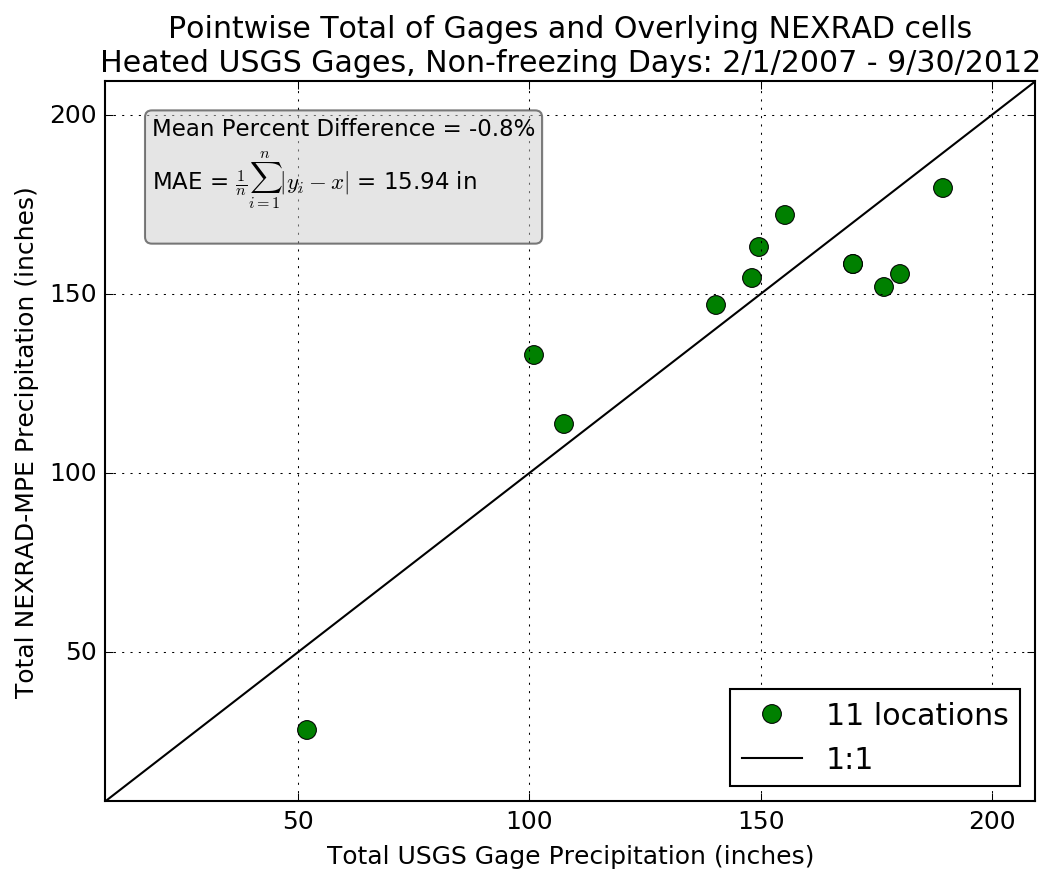 Pointwise Total of Gages and Overlying NEXRAD cells
Heated USGS Gages, Non-freezing Days: 2/1/2007 - 9/30/2012
Mean Percent Difference = -0.8%
MAE = $\frac{1}{n}\sum_{i=1}^{n}|y_i - x|$ = 15.94 in
Total NEXRAD-MPE Precipitation (inches)
200
150
100
50
11 locations
1:1
50 100 150 200
Total USGS Gage Precipitation (inches)